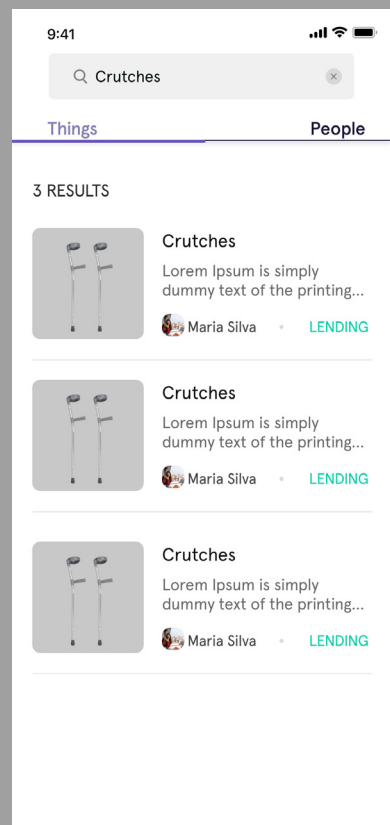 9:41
Crutches
Things
People
3 RESULTS
Crutches
Lorem Ipsum is simply
dummy text of the printing...
Maria Silva
LENDING
Crutches
Lorem Ipsum is simply
dummy text of the printing...
Maria Silva
LENDING
Crutches
Lorem Ipsum is simply
dummy text of the printing...
Maria Silva
LENDING